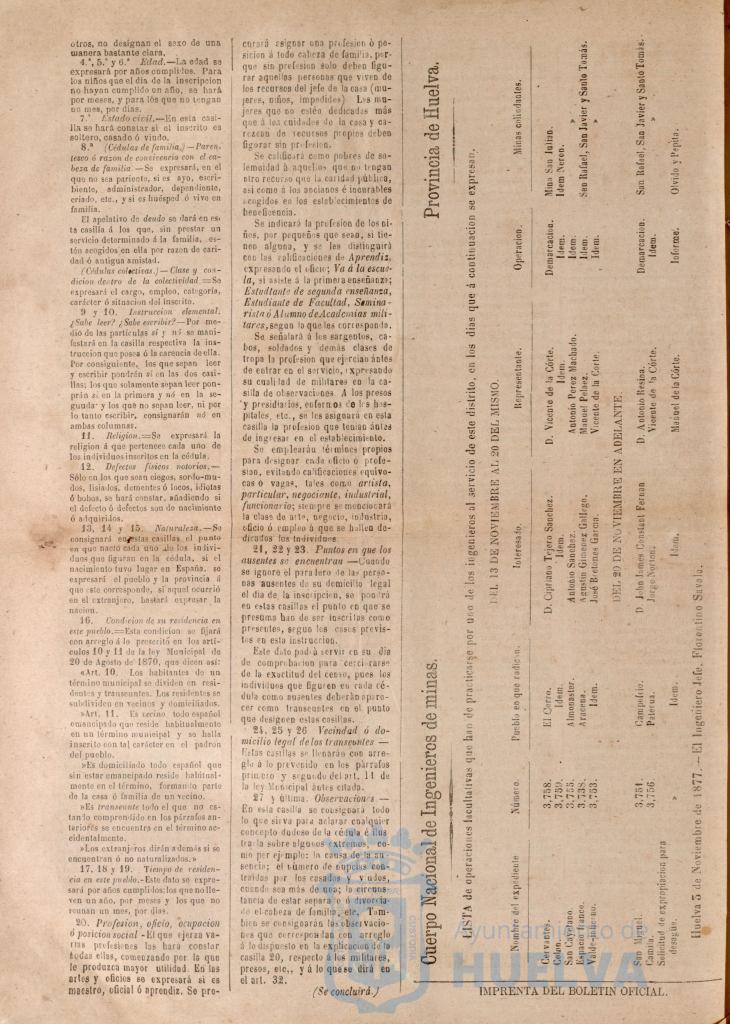 otros, no designan el sexo de una
manera bastante clara.
4.ª, 5.ª y 6.ª Edad.—La edad se
expresará por años cumplidos. Para
los niños que el dia de la inscripcion
no hayan cumplido un año, se hará
por meses, y para los que no tengan
un mes, por dias.
7.ª Estado civil.—En esta casi-
lla se hará constar si el inscrito es
soltero, casado ó viudo.
8.ª (Cédulas de familia.)—Paren-
tesco ó razon de convivencia con el ca-
beza de familia.—Se expresará, en el
que no sea pariente, si es ayo, escri-
biente, administrador, dependiente,
criado, etc., y si es huésped ó vive en
familia.
El apelativo de deudo se dará en es-
ta casilla á los que, sin prestar un
servicio determinado á la familia, es-
tén acogidos en ella por razon de cari-
dad ó antigua amistad.
(Cédulas colectivas.)—Clase y con-
dicion dentro de la colectividad.—Se
expresará el cargo, empleo, categoría,
carácter ó situacion del inscrito.
9 y 10. Instruccion elemental.
¿Sabe leer? ¿Sabe escribir?—Por me-
dio de las partículas sí y nó se mani-
festará en la casilla respectiva la ins-
truccion que posea ó la carencia de ella.
Por consiguiente, los que sepan leer
y escribir pondrán sí en las dos casi-
llas; los que solamente sepan leer pon-
drán sí en la primera y nó en la se-
gunda y los que no sepan leer, ni por
lo tanto escribir, consignarán nó en
ambas columnas.
11. Religion.=Se expresará la
religion á que pertenece cada uno de
los individuos inscritos en la cédula.
12. Defectos físicos notorios.—
Sólo en los que sean ciegos, sordo-mu-
dos, lisiados, dementes ó locos, idiotas
ó bobos, se hará constar, añadiendo si
el defecto ó defectos son de nacimiento
ó adquiridos.
13, 14 y 15. Naturaleza.—Se
consignará en estas casillas el punto
en que nació cada uno de los indivi-
duos que figuran en la cédula, si el
nacimiento tuvo lugar en España, se
expresará el pueblo y la provincia á
que este corresponde, si aquel ocurrió
en el extranjero, bastará expresar la
nacion.
16. Condicion de su residencia en
este pueblo.=Esta condicion se fijará
con arreglo á lo prescrito en los artí-
culos 10 y 11 de la ley Municipal de
20 de Agosto de 1870, que dicen así:
«Art. 10. Los habitantes de un
término municipal se dividen en resi-
dentes y transeuntes. Los residentes se
subdividen en vecinos y domiciliados.
»Art. 11. Es vecino todo español
emancipado que reside habitualmente
en un término municipal y se halla
inscrito con tal carácter en el padron
del pueblo.
»Es domiciliado todo español que
sin estar emancipado reside habitual-
mente en el término, formando parte
de la casa ó familia de un vecino.
»Es transeunte todo el que no es-
tando comprendido en los párrafos an-
teriores se encuentra en el término ac-
cidentalmente.
»Los extranjeros dirán además si se
encuentran ó no naturalizados.»
17, 18 y 19. Tiempo de residen-
cia en este pueblo.-Este dato se expre-
sará por años cumplidos: los que no lle-
ven un año, por meses y los que no
reunan un mes, por dias.
20. Profesion, oficio, ocupacion
ó posicion social-El que ejerza va-
rias profesiones las hará constar
todas ellas, comenzando por la que
le produzca mayor utilidad. En las
artes y oficios se expresará si es
maestro, oficial ó aprendiz. Se pro-
curará asignar una profesion ó po-
sicion á todo cabeza de familia, por-
que sin profesion solo deben figu-
rar aquellas personas que viven de
los recursos del jefe de la casa (mu-
jeres, niños, impedidos) Las mu-
jeres que no estén dedicadas más
que á los cuidados de la casa y ca-
rezcan de recursos propios deben
figurar sin profesion.
Se calificará como pobres de so-
lemnidad á aquellos que no tengan
otro recurso que la caridad pública,
así como á los ancianos é incurables
acogidos en los establecimientos de
beneficencia.
Se indicará la profesion de los ni-
ños, por pequeños que sean, si tie-
nen alguna, y se les distinguirá
con las calificaciones de Aprendiz,
expresando el oficio; Va á la escue-
la, si asiste á la primera enseñanza;
Estudiante de segunda enseñanza,
Estudiante de Facultad, Semina-
rista ó Alumno de Academias mili-
tares, segun la que les corresponda.
Se señalará á los sargentos, ca-
bos, soldados y demás clases de
tropa la profesion que ejercian ántes
de entrar en el servicio, expresando
su cualidad de militares en la ca-
silla de observaciones. A los presos
y presidiarios, enfermos de los hos-
pitales, etc., se les asignará en esta
casilla la profesion que tenian ántes
de ingresar en el establecimiento.
Se emplearán términos propios
para designar cada oficio ó profe-
sion, evitando calificaciones equívo-
cas ó vagas, tales como artista,
particular, negociante, industrial,
funcionario; siempre se mencionará
la clase de arte, negocio, industria,
oficio ó empleo á que se hallen de-
dicados los individuos.
21, 22 y 23. Puntos en que los
ausentes se encuentran—Cuando
se ignore el paradero de las perso-
nas ausentes de su domicilio legal
el dia de la inscripcion, se pondrá
en estas casillas el punto en que se
presuma han de ser inscritas como
presentes, segun los casos previs-
tos en esta instruccion.
Este dato podrá servir en su dia
de comprobacion para cerciorarse
de la exactitud del censo, pues los
individuos que figuren en cada cé-
dula como ausentes deberán apare-
cer como transeuntes en el punto
que designen estas casillas.
24, 25 y 26 Vecindad ó do-
micilio legal de los transeuntes—
Estas casillas se llenarán con arre-
glo á lo prevenido en los párrafos
primero y segundo del art. 11 de la
ley Municipal ántes citada.
27 y última. Observaciones—
En esta casilla se consignará todo
lo que sirva para aclarar cualquier
concepto dudoso de la cédula é ilus-
tra la sobre algunos extremos, co-
mo por ejemplo: la causa de la au-
sencia; el número de nupcias con-
traidas por los casados y viudos,
cuando sea más de una; la circuns-
tancia de estar separado ó divorcia-
do el cabeza de familia, etc. Tam-
bien se consignarán las observacio-
nes que correspondan con arreglo
á lo dispuesto en la explicacion de la
casilla 20, respecto á los militares,
presos, etc., y á lo que se dirá en
el art. 32.
(Se concluirá.)
Cuerpo Nacional de Ingenieros de minas. Provincia de Huelva.
LISTA de operaciones facultativas que han de practicarse por uno de los ingenieros al servicio de este distrito, en los dias que á continuacion se expresan.
DEL 13 DE NOVIEMBRE AL 20 DEL MISMO.
Nombre del expediente Número. Pueblo en que radican. Interesado. Representante. Operacion. Minas colindantes.
Cervantes. 3,758. El Cerro. D. Cipriano Tejero Sanchez. D. Vicente de la Córte. Demarcacion. Mina San Julian.
Colon. 3,759. Idem. Idem. Idem. Idem. Idem Neron.
San Cayetano. 3,755. Almonaster. Antonio Sanchez. Antonio Perez Machado. Idem.
Espacio franco. 3,738. Aracena. Agustin Gimenez Gallego. Manuel Pelaez. Idem. San Rafael, San Javier y Santo Tomás.
Valde-infierno. 3,753. Idem. José Bretones Garcon. Vicente de la Corte. Idem. »
DEL 20 DE NOVIEMBRE EN ADELANTE.
San Miguel. 3,751 Campofrio. D. John James Constant Fernan D. Antonio Resina. Demarcacion. San Rafael, San Javier y Santo Tomás.
Camila. 3,756 Paterna. Jorge Norton. Vicente de la Córte. Idem. »
Solicitud de expropiacion para
desagüe. » Idem. Idem. Manuel de la Córte. Informe. Olvido y Pepita.
Huelva 5 de Noviembre de 1877.—El Ingeniero Jefe, Florentino Savalo.
IMPRENTA DEL BOLETIN OFICIAL.
Ayuntamiento de
HUELVA